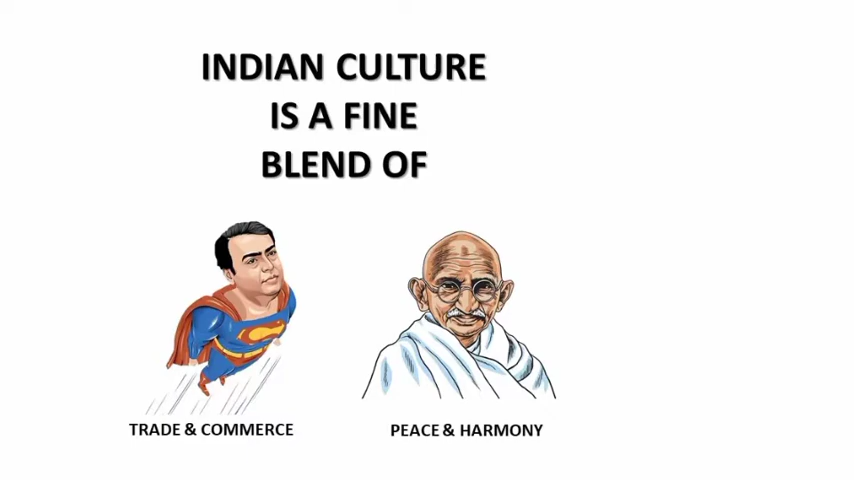 INDIAN CULTURE
IS A FINE
BLEND OF
TRADE & COMMERCE
PEACE & HARMONY